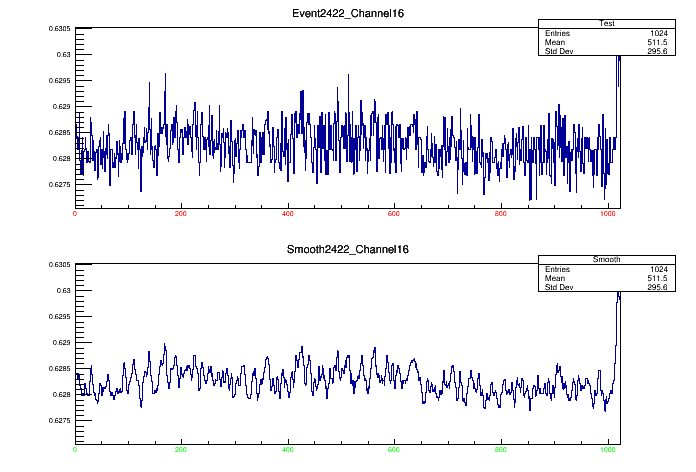 Event2422_Channel16
Test
Entries 1024
Mean 511.5
Std Dev 295.6
0.6305
0.63
0.6295
0.629
0.6285
0.628
0.6275
0 200 400 600 800 1000
Smooth2422_Channel16
Smooth
Entries 1024
Mean 511.5
Std Dev 295.6
0.6305
0.63
0.6295
0.629
0.6285
0.628
0.6275
0 200 400 600 800 1000